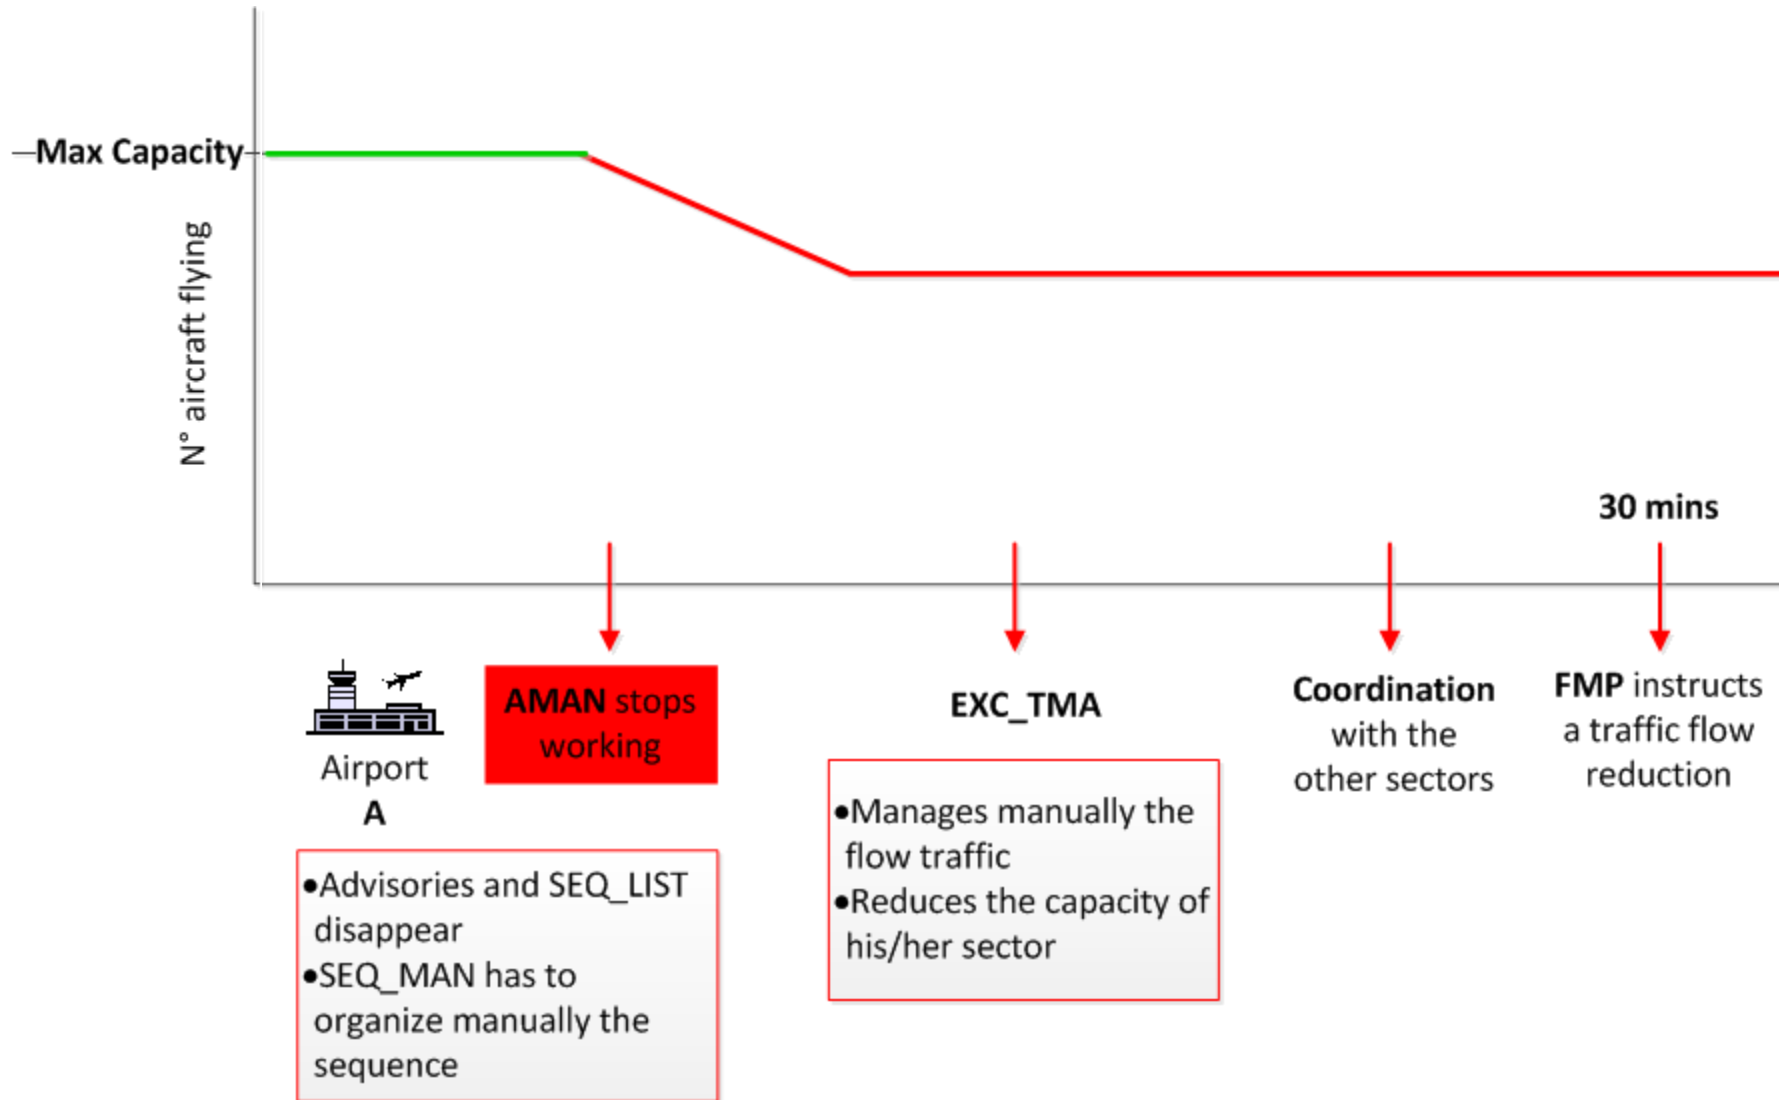 Max Capacity
N° aircraft flying
30 mins
Airport
A
AMAN stops
working
•Advisories and SEQ_LIST
disappear
•SEQ_MAN has to
organize manually the
sequence
EXC_TMA
•Manages manually the
flow traffic
•Reduces the capacity of
his/her sector
Coordination
with the
other sectors
FMP instructs
a traffic flow
reduction